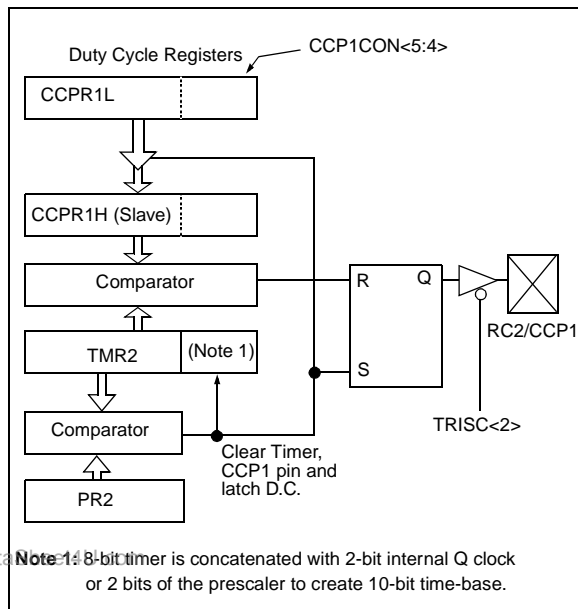 Duty Cycle Registers
CCP1CON<5:4>
CCPR1L
CCPR1H (Slave)
Comparator
R
Q
RC2/CCP1
TMR2
(Note 1)
S
TRISC<2>
Comparator
Clear Timer,
CCP1 pin and
latch D.C.
PR2
Note 1: 8-bit timer is concatenated with 2-bit internal Q clock
or 2 bits of the prescaler to create 10-bit time-base.